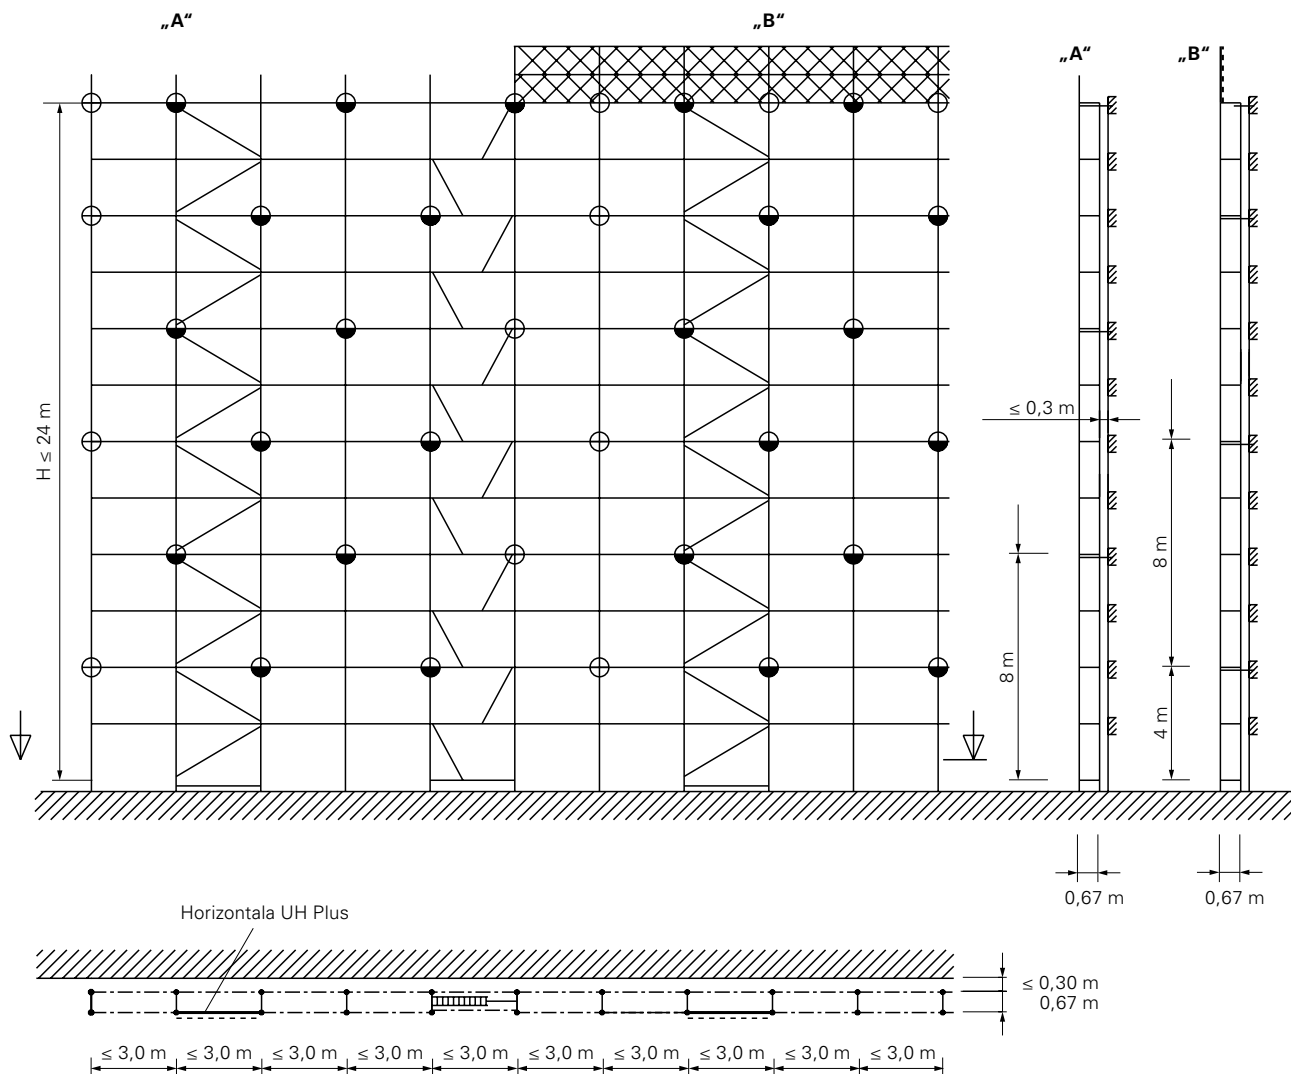 „A“
„B“
„A“
„B“
H ≤ 24 m
≤ 0,3 m
8 m
8 m
4 m
0,67 m
0,67 m
Horizontala UH Plus
≤ 0,30 m
0,67 m
≤ 3,0 m
≤ 3,0 m
≤ 3,0 m
≤ 3,0 m
≤ 3,0 m
≤ 3,0 m
≤ 3,0 m
≤ 3,0 m
≤ 3,0 m
≤ 3,0 m